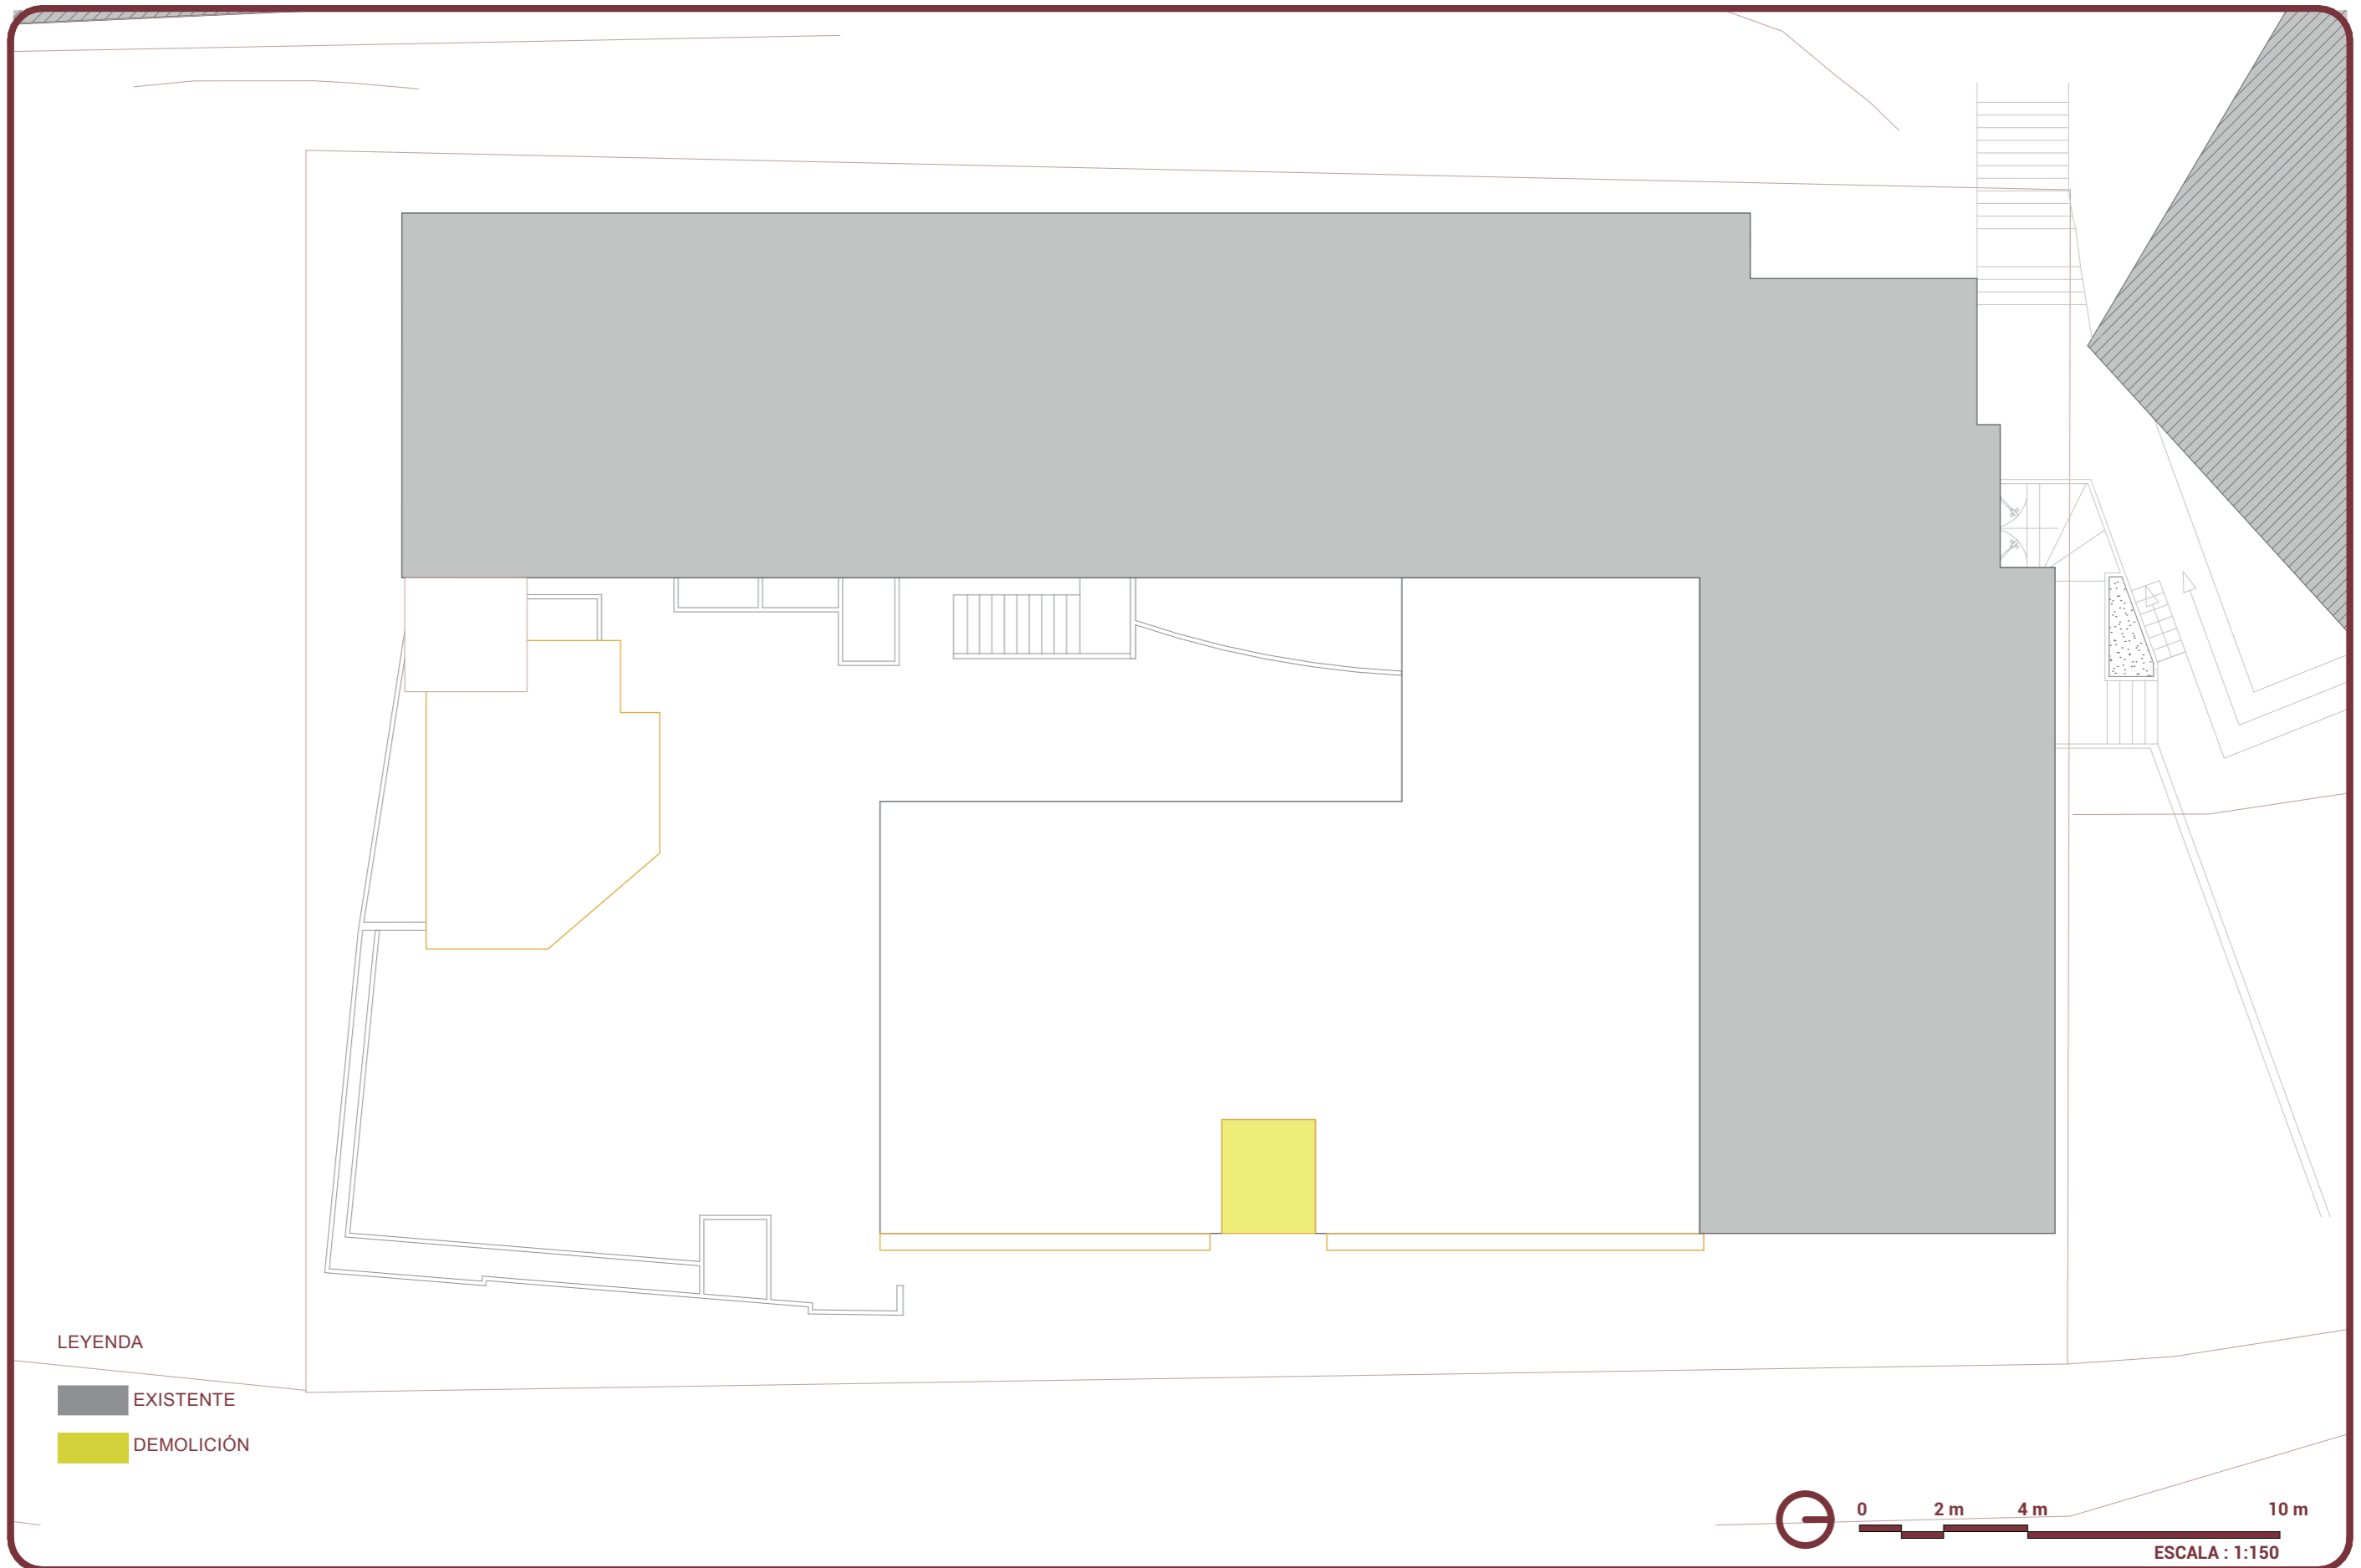 LEYENDA
EXISTENTE
DEMOLICIÓN
0 2 m 4 m 10 m
ESCALA : 1:150